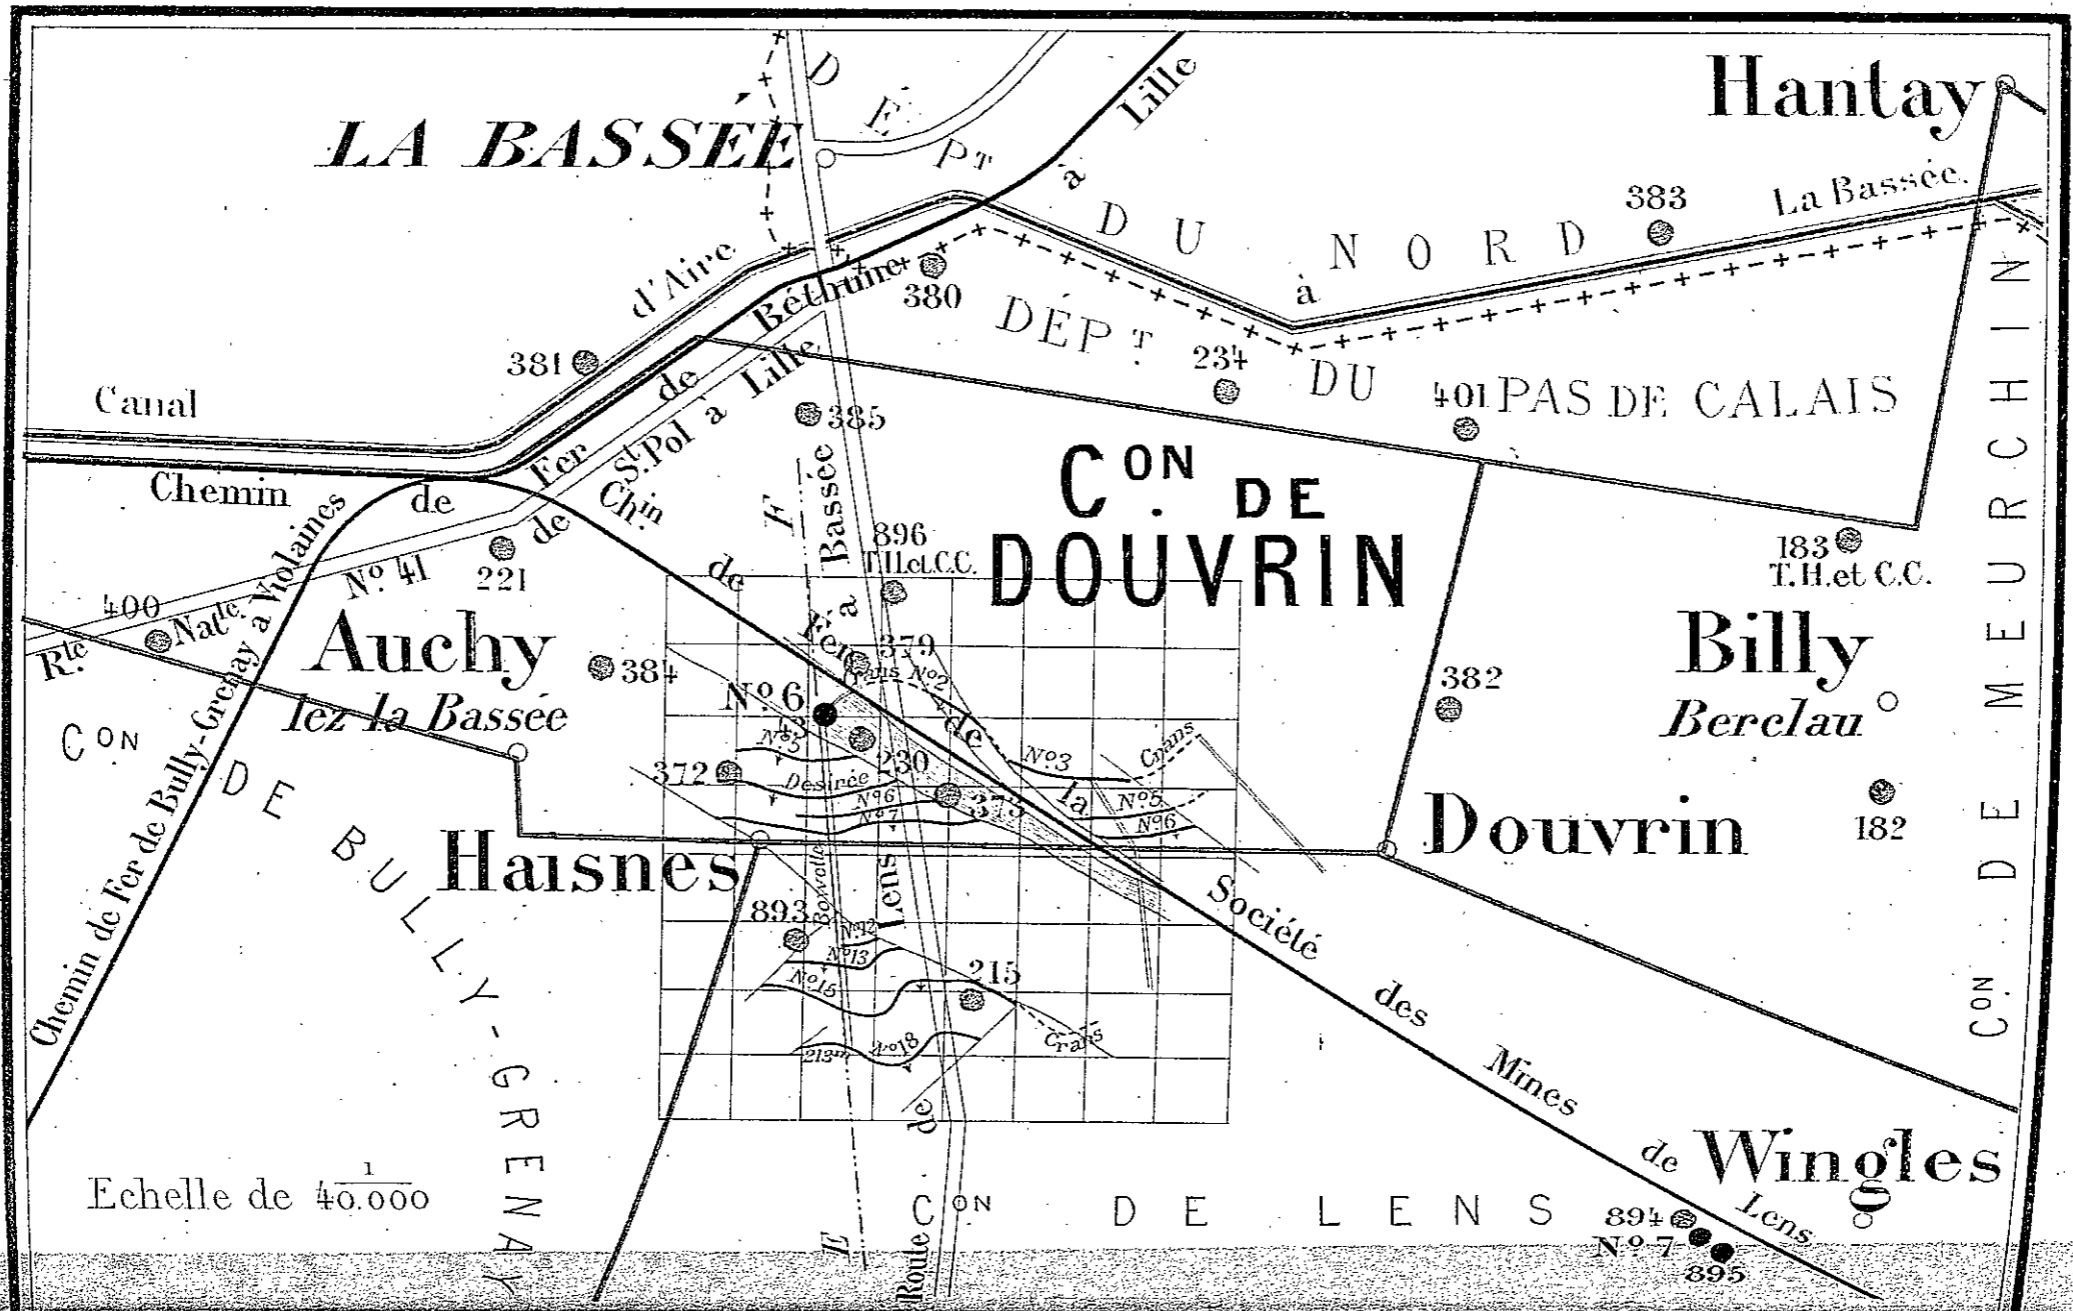 Hantay
LA BASSÉE
DÉPT DU NORD
à Lille
383
La Bassée.
à
d'Aire
Béthune
380
DÉPT DU PAS DE CALAIS
234
401
381
Canal
385
de
St. Pol à Lille
Fer
Chemin
de
Chin
de
CON. DE
DOUVRIN
F
Bassée
à
896
T.H.et.C.C.
183
T.H.et C.C.
Rte Natle No. 41
de
221
400
Auchy
lez la Bassée
384
Fer
379
Crans No.2
de
No. 6
43
No.5
230
372
Desirée
No.6
No.7
373
No.3
Crans
la
No.5
No.6
382
Billy
Berclau
182
Douvrin
CON DE MEURCHIN
CON DE BULLY-GRENAY
Chemin de Fer de Bully-Grenay à Violaines
Haisnes
893
Bowette
Lens
No.12
No.13
No.15
215
213m
No.18
Crans
Société
des
Mines
de
Lens
Wingles
de
Echelle de 1/40.000
E
Route
CON DE LENS
894
No. 7
895